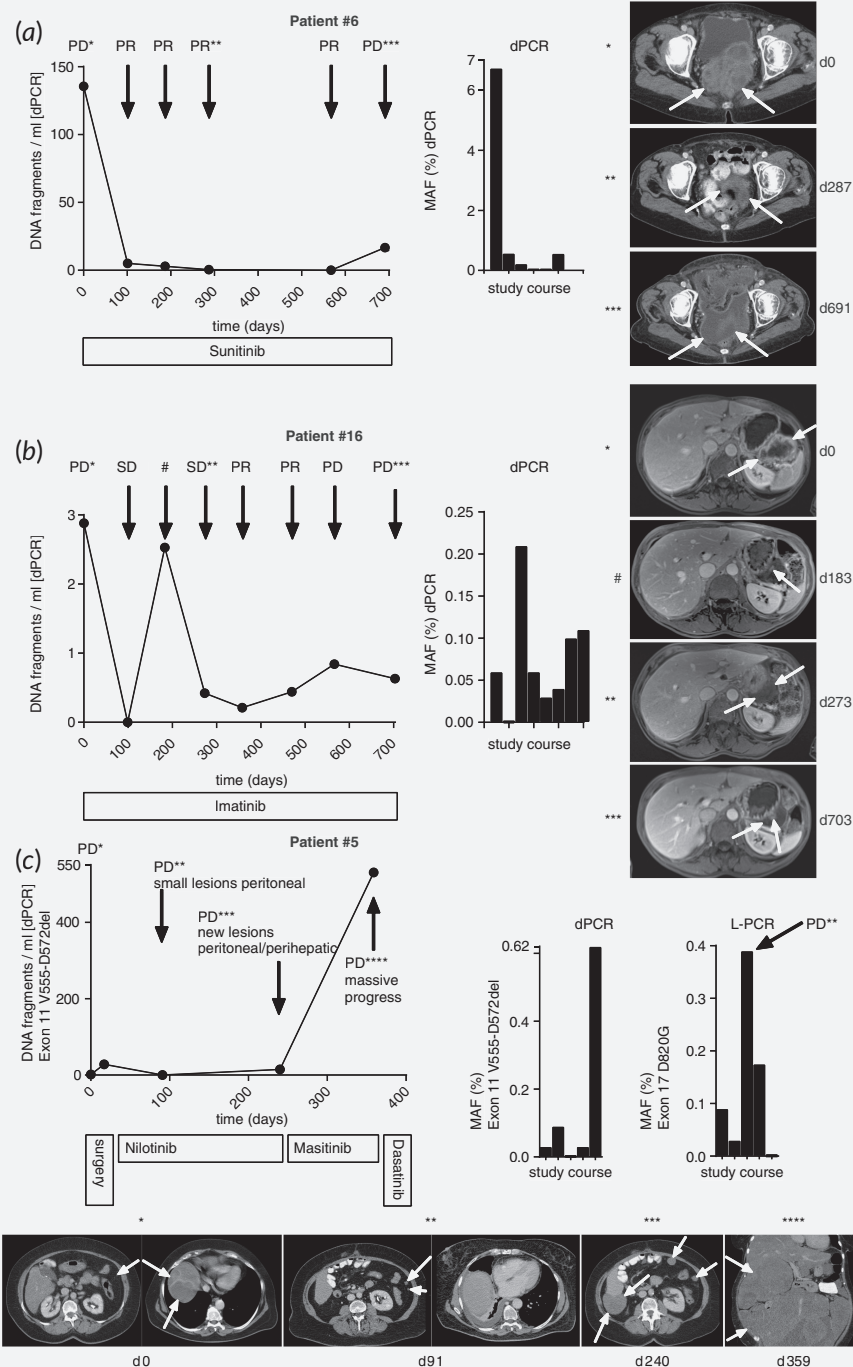 (a)
Patient #6
PD* PR PR PR** PR PD***
DNA fragments / ml [dPCR]
150
100
50
0
0 100 200 300 400 500 600 700
time (days)
Sunitinib
dPCR
MAF (%) dPCR
7
6
4
2
0
study course
* d0
** d287
*** d691
(b)
Patient #16
PD* SD # SD** PR PR PD PD***
DNA fragments / ml [dPCR]
3
2
1
0
0 100 200 300 400 500 600 700
time (days)
Imatinib
dPCR
MAF (%) dPCR
0.25
0.20
0.15
0.10
0.05
0.00
study course
* d0
# d183
** d273
*** d703
(c)
Patient #5
PD*
DNA fragments / ml [dPCR]
Exon 11 V555-D572del
550
400
200
0
0 100 200 300 400
time (days)
PD**
small lesions peritoneal
PD***
new lesions
peritoneal/perihepatic
PD****
massive
progress
surgery
Nilotinib
Masitinib
Dasatinib
dPCR
MAF (%)
Exon 11 V555-D572del
0.62
0.4
0.2
0.0
study course
L-PCR
PD**
MAF (%)
Exon 17 D820G
0.4
0.3
0.2
0.1
0.0
study course
* ** *** ****
d0 d91 d240 d359